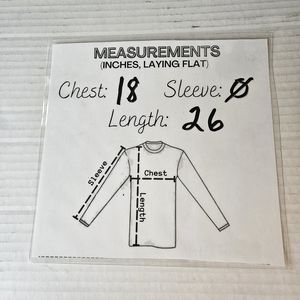 MEASUREMENTS
(INCHES, LAYING FLAT)
Chest: 18 Sleeve: Ø
Length: 26
Sleeve
Chest
Length